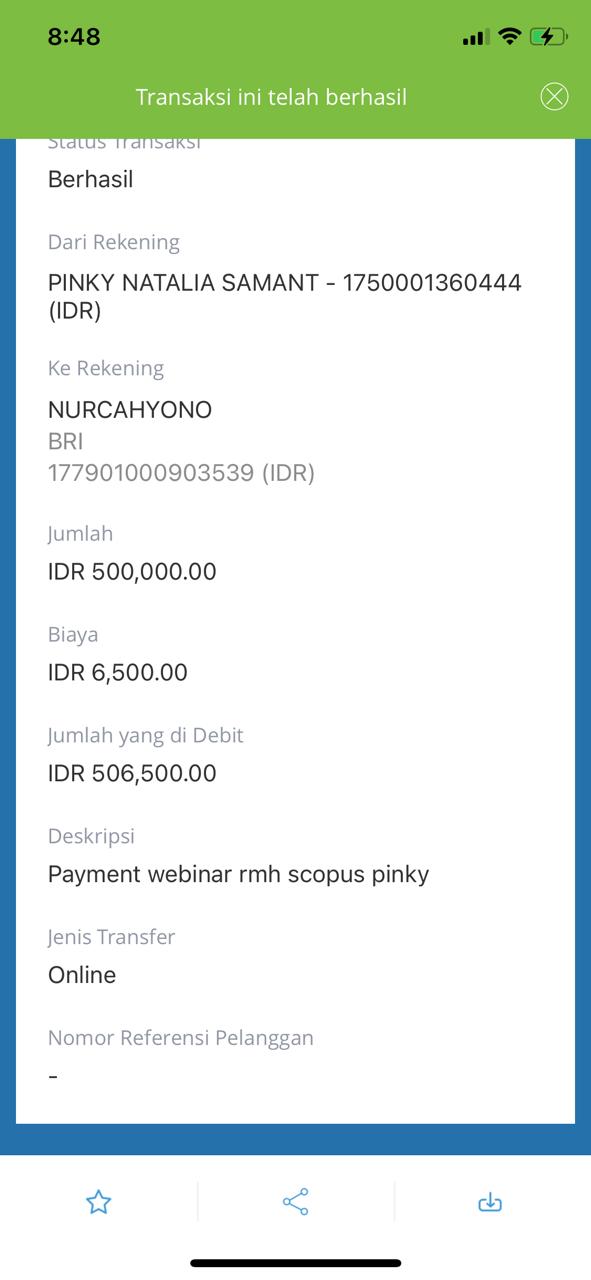 8:48
Transaksi ini telah berhasil
Status Transaksi
Berhasil
Dari Rekening
PINKY NATALIA SAMANT - 1750001360444
(IDR)
Ke Rekening
NURCAHYONO
BRI
177901000903539 (IDR)
Jumlah
IDR 500,000.00
Biaya
IDR 6,500.00
Jumlah yang di Debit
IDR 506,500.00
Deskripsi
Payment webinar rmh scopus pinky
Jenis Transfer
Online
Nomor Referensi Pelanggan
-